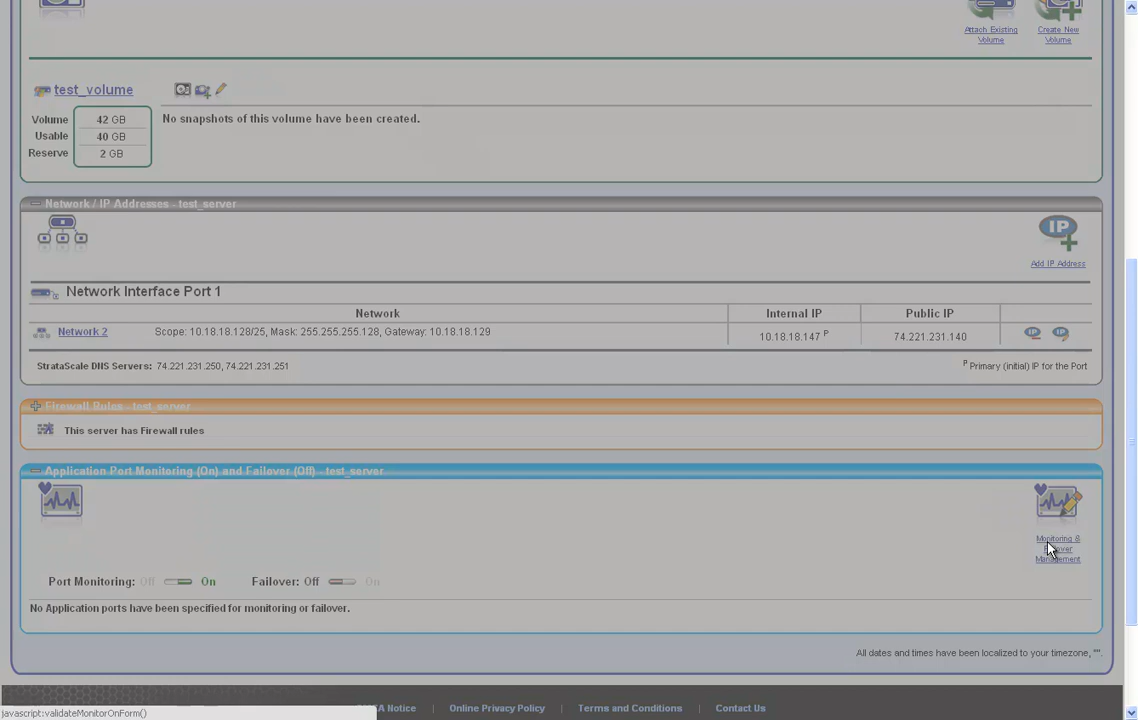 Attach Existing
Volume
Create New
Volume
test_volume
Volume 42 GB
Usable 40 GB
Reserve 2 GB
No snapshots of this volume have been created.
Network / IP Addresses - test_server
IP
Add IP Address
Network Interface Port 1
Network Internal IP Public IP
Network 2 Scope: 10.18.18.128/25, Mask: 255.255.255.128, Gateway: 10.18.18.129 10.18.18.147 P 74.221.231.140
StrataScale DNS Servers: 74.221.231.250, 74.221.231.251
P Primary (initial) IP for the Port
Firewall Rules - test_server
This server has Firewall rules
Application Port Monitoring (On) and Failover (Off) - test_server
Monitoring &
Management
Port Monitoring: Off On Failover: Off On
No Application ports have been specified for monitoring or failover.
All dates and times have been localized to your timezone, "".
Notice | Online Privacy Policy | Terms and Conditions | Contact Us
javascript:validateMonitorOnForm()